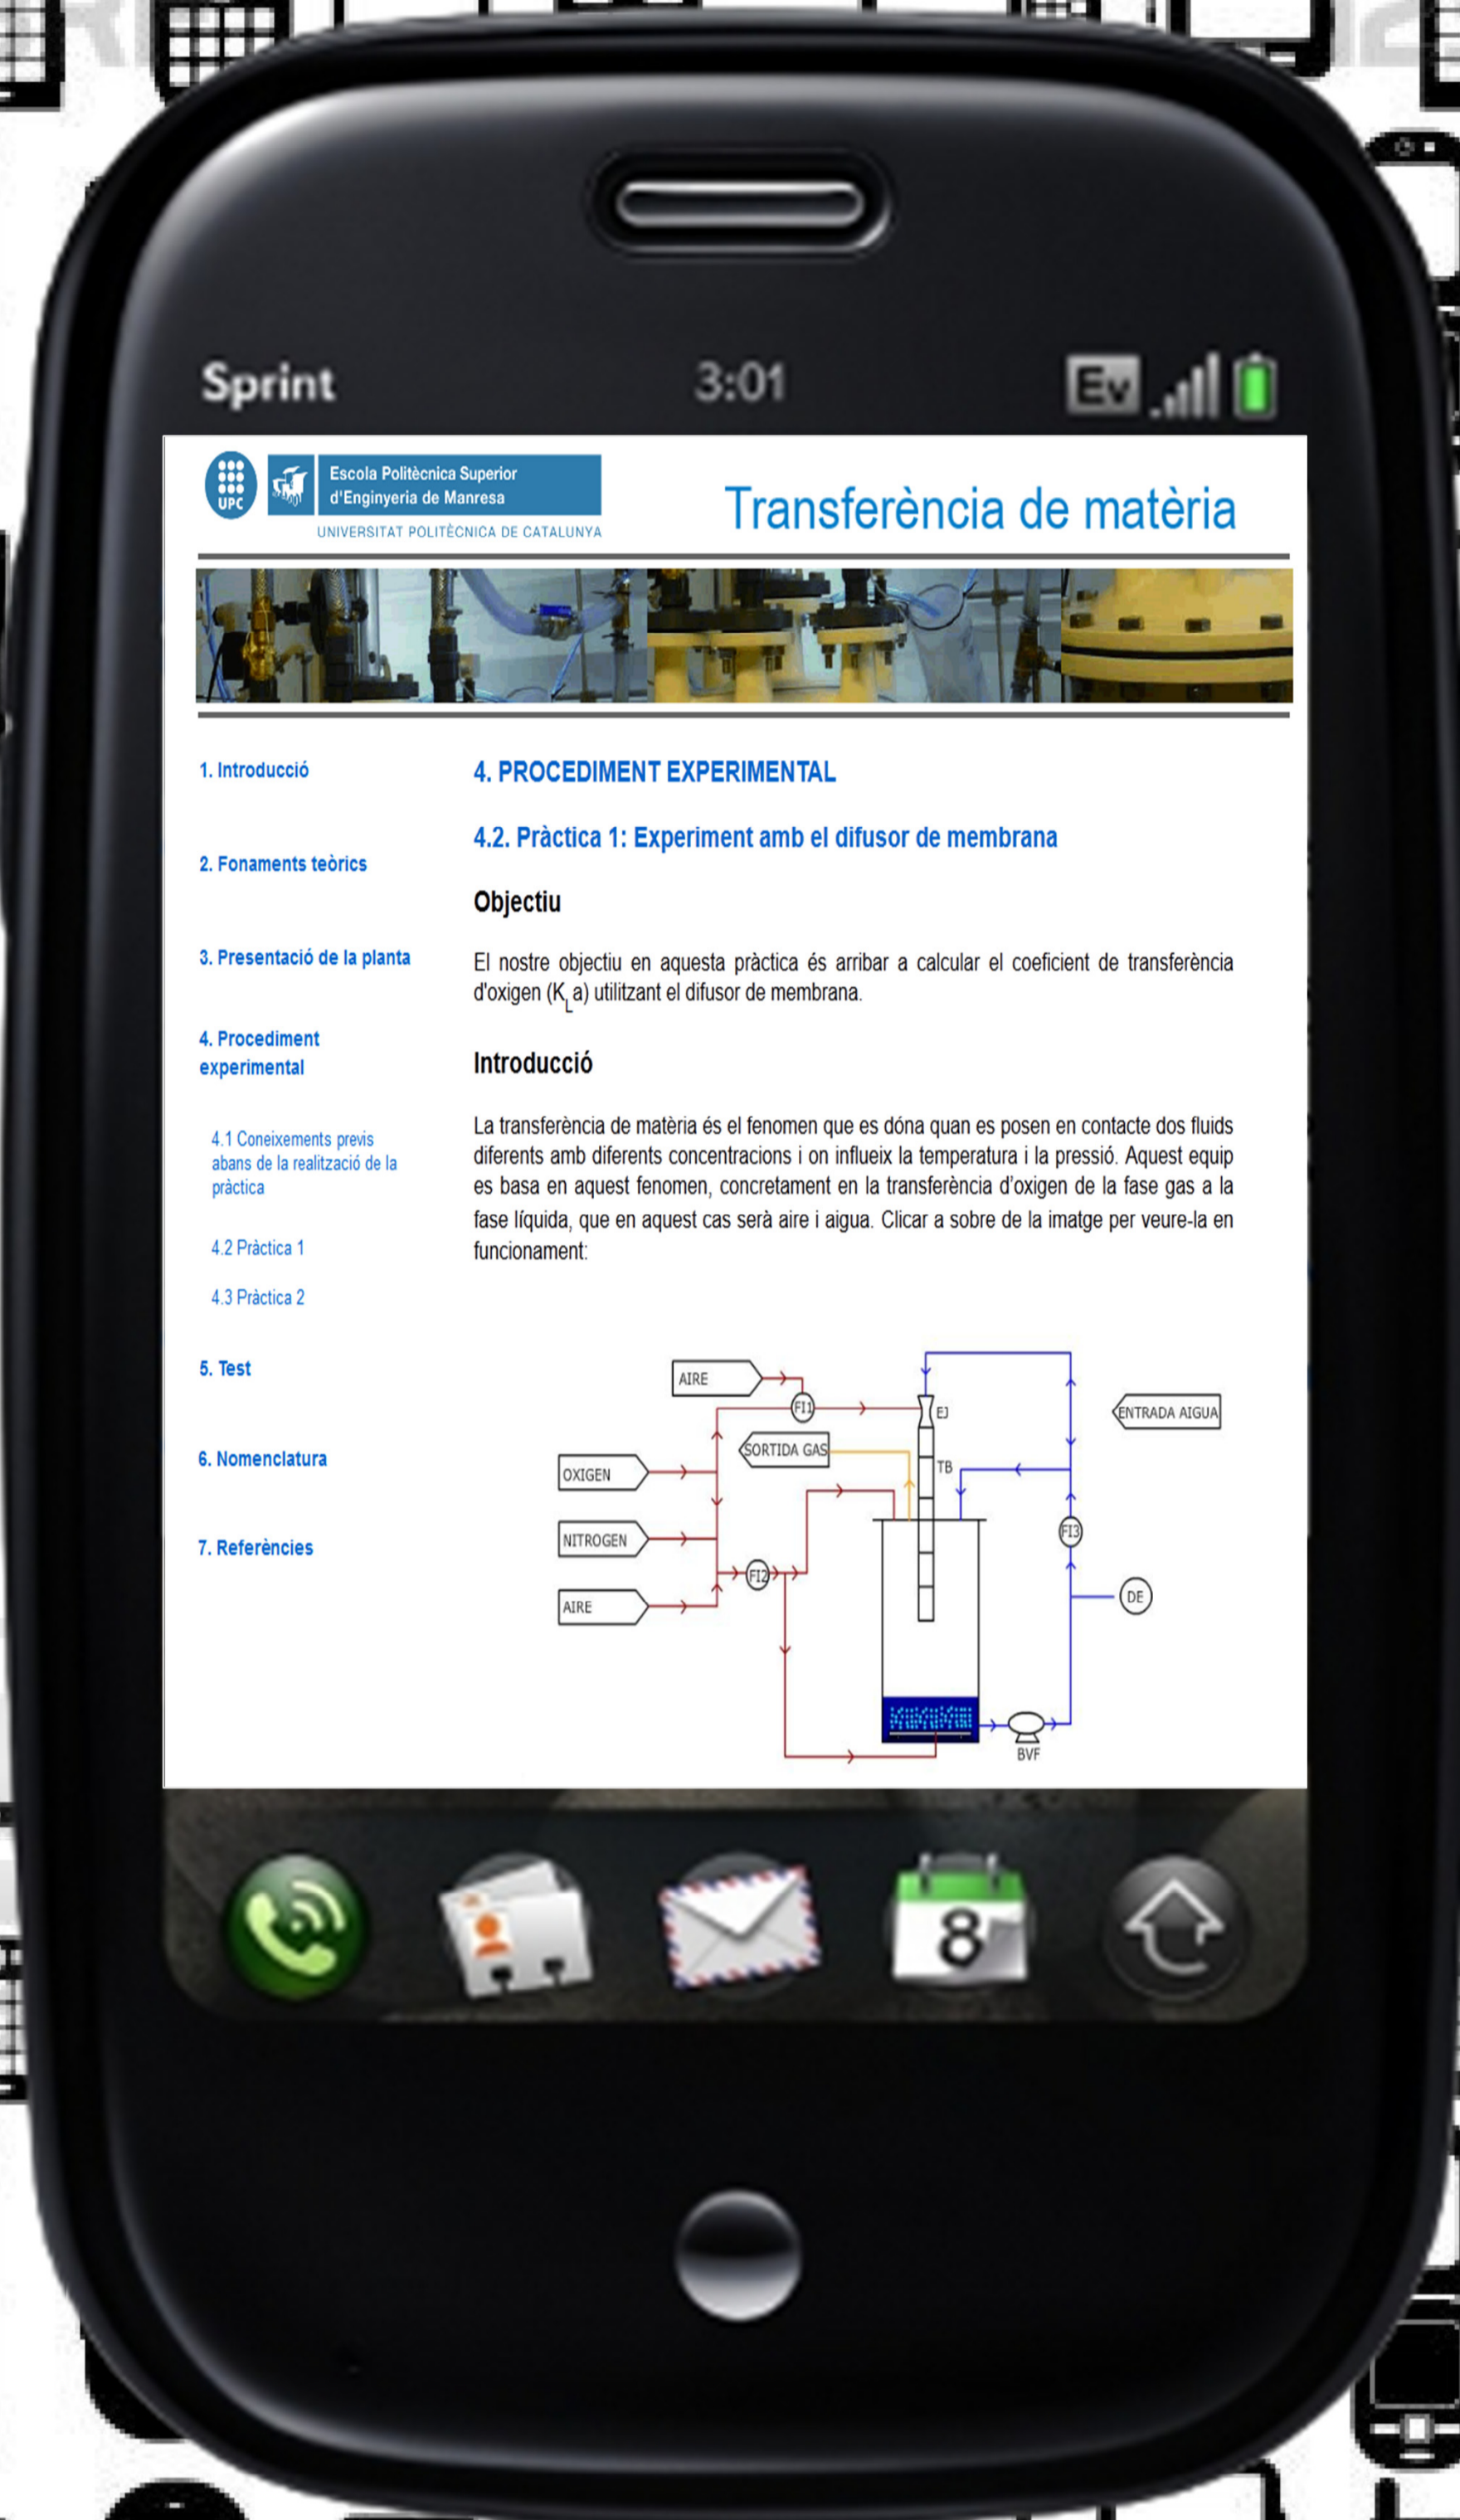 Sprint
3:01
Ev
UPC
Escola Politècnica Superior
d'Enginyeria de Manresa
UNIVERSITAT POLITÈCNICA DE CATALUNYA
Transferència de matèria
1. Introducció
2. Fonaments teòrics
3. Presentació de la planta
4. Procediment
experimental
4.1 Coneixements previs
abans de la realització de la
pràctica
4.2 Pràctica 1
4.3 Pràctica 2
5. Test
6. Nomenclatura
7. Referències
4. PROCEDIMENT EXPERIMENTAL
4.2. Pràctica 1: Experiment amb el difusor de membrana
Objectiu
El nostre objectiu en aquesta pràctica és arribar a calcular el coeficient de transferència
d'oxigen (KLa) utilitzant el difusor de membrana.
Introducció
La transferència de matèria és el fenomen que es dóna quan es posen en contacte dos fluids
diferents amb diferents concentracions i on influeix la temperatura i la pressió. Aquest equip
es basa en aquest fenomen, concretament en la transferència d'oxigen de la fase gas a la
fase líquida, que en aquest cas serà aire i aigua. Clicar a sobre de la imatge per veure-la en
funcionament:
AIRE
FI1
EJ
ENTRADA AIGUA
SORTIDA GAS
TB
OXIGEN
NITROGEN
FI3
FI2
DE
AIRE
BVF
8